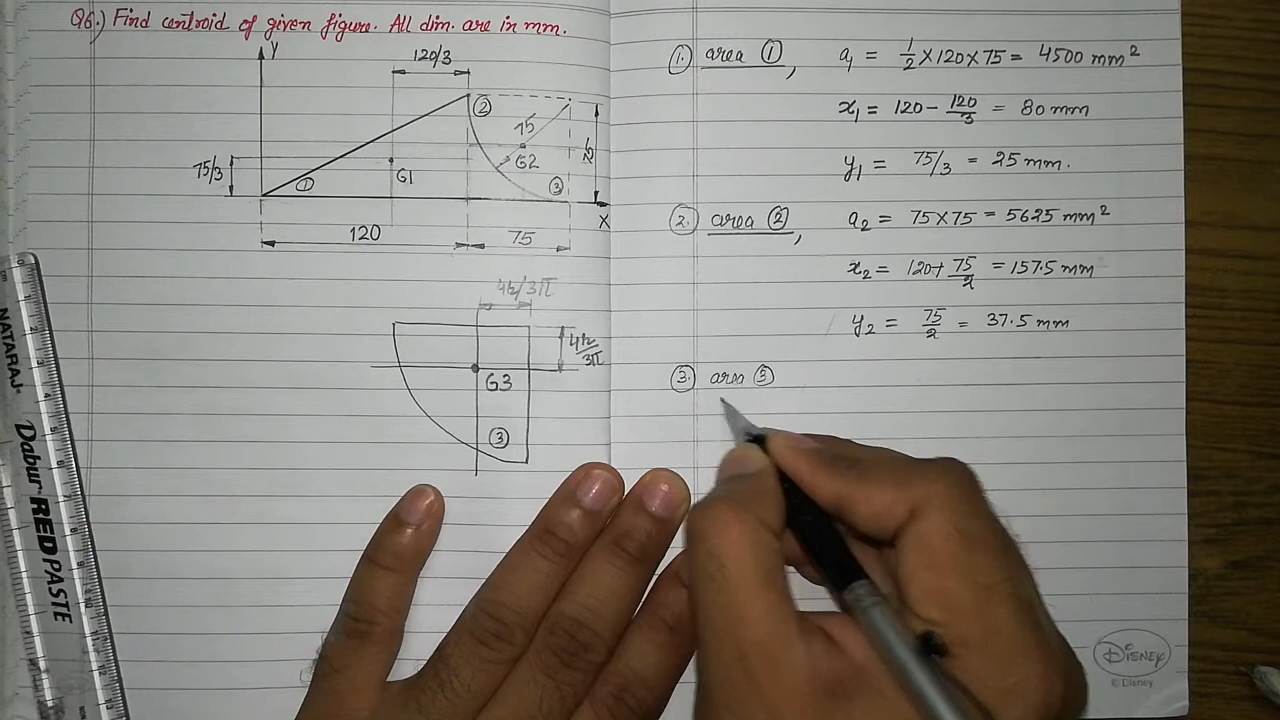 Q6.) Find centroid of given figure. All dim. are in mm.
Y
120/3
②
75
75
75/3
G2
G1
①
③
X
120
75
4r/3π
4r/3π
G3
③
① area ①, a₁ = 1/2 × 120 × 75 = 4500 mm²
x₁ = 120 - 120/3 = 80 mm
y₁ = 75/3 = 25 mm.
② area ②, a₂ = 75 × 75 = 5625 mm²
x₂ = 120 + 75/2 = 157.5 mm
y₂ = 75/2 = 37.5 mm
③ area ③
NATARAJ
Dabur RED PASTE
DISNEY
© Disney